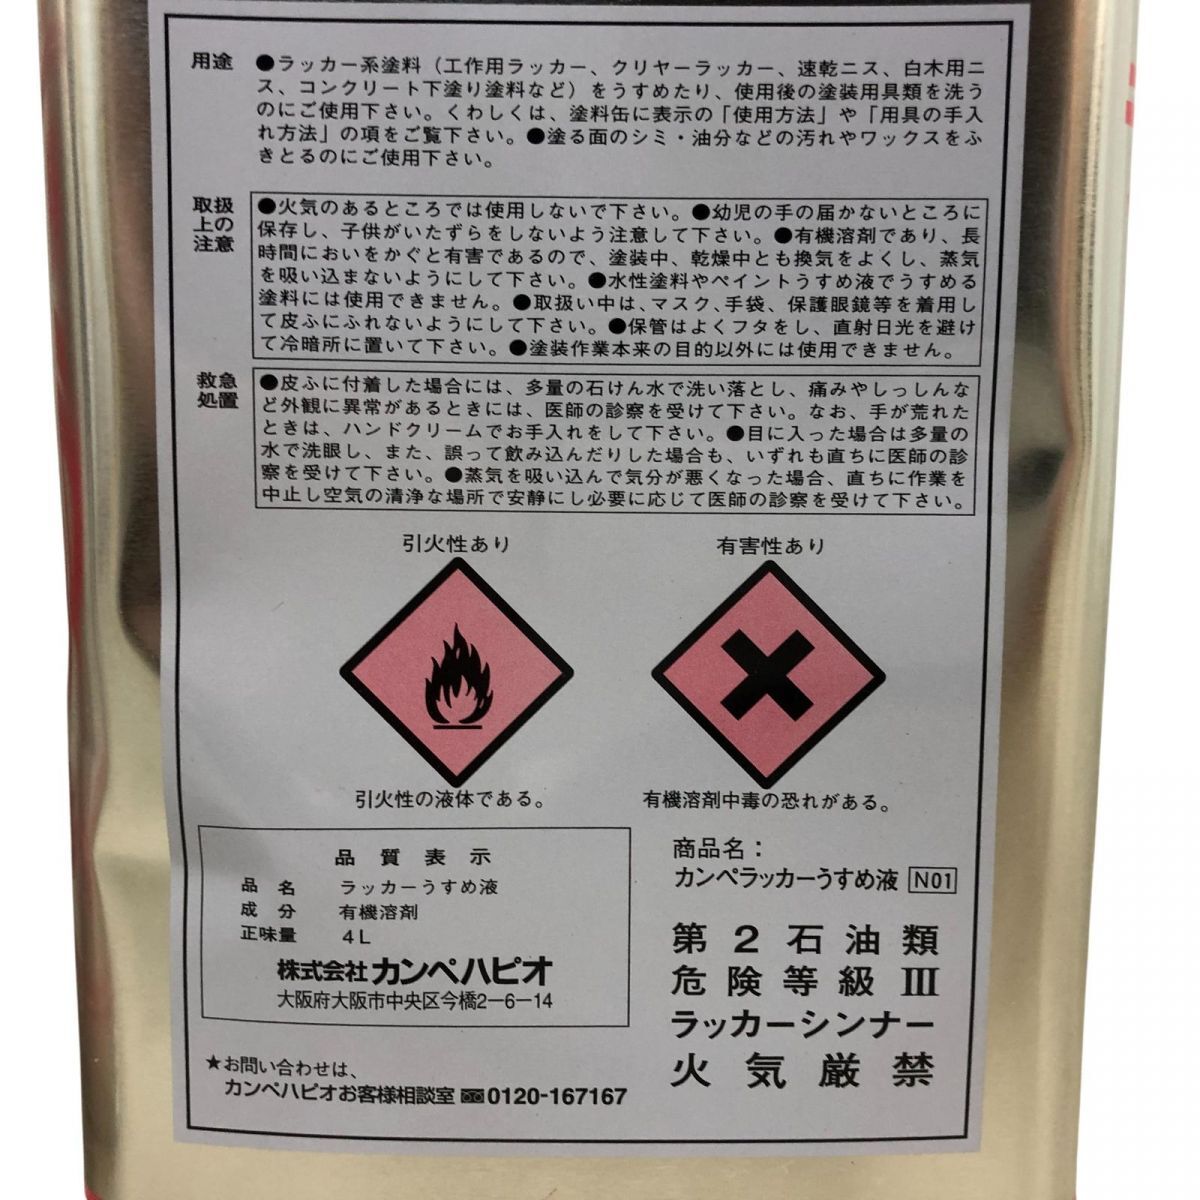 用途
●ラッカー系塗料（工作用ラッカー、クリヤーラッカー、速乾ニス、白木用ニ
ス、コンクリート下塗り塗料など）をうすめたり、使用後の塗装用具類を洗う
のにご使用下さい。くわしくは、塗料缶に表示の「使用方法」や「用具の手入
れ方法」の項をご覧下さい。●塗る面のシミ・油分などの汚れやワックスをふ
きとるのにご使用下さい。
取扱
上の
注意
●火気のあるところでは使用しないで下さい。●幼児の手の届かないところに
保存し、子供がいたずらをしないよう注意して下さい。●有機溶剤であり、長
時間においをかぐと有害であるので、塗装中、乾燥中とも換気をよくし、蒸気
を吸い込まないようにして下さい。●水性塗料やペイントうすめ液でうすめる
塗料には使用できません。●取扱い中は、マスク、手袋、保護眼鏡等を着用し
て皮ふにふれないようにして下さい。●保管はよくフタをし、直射日光を避け
て冷暗所に置いて下さい。●塗装作業本来の目的以外には使用できません。
救急
処置
●皮ふに付着した場合には、多量の石けん水で洗い落とし、痛みやしっしんな
ど外観に異常があるときには、医師の診察を受けて下さい。なお、手が荒れた
ときは、ハンドクリームでお手入れをして下さい。●目に入った場合は多量の
水で洗眼し、また、誤って飲み込んだりした場合も、いずれも直ちに医師の診
察を受けて下さい。●蒸気を吸い込んで気分が悪くなった場合、直ちに作業を
中止し空気の清浄な場所で安静にし必要に応じて医師の診察を受けて下さい。
引火性あり
有害性あり
引火性の液体である。
有機溶剤中毒の恐れがある。
品質表示
品名 ラッカーうすめ液
成分 有機溶剤
正味量 4L
株式会社カンペハピオ
大阪府大阪市中央区今橋2-6-14
★お問い合わせは、
カンペハピオお客様相談室 0120-167167
商品名：
カンペラッカーうすめ液 N01
第2石油類
危険等級III
ラッカーシンナー
火気厳禁